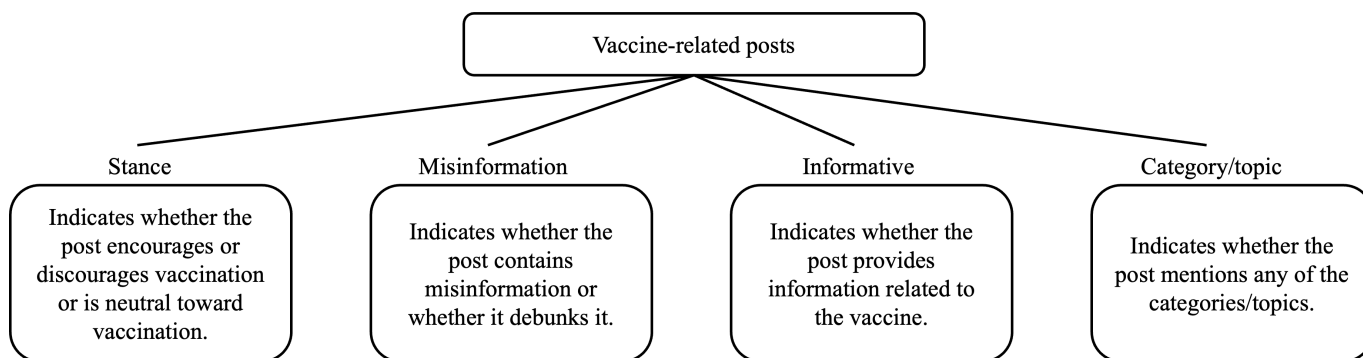 Vaccine-related posts
Stance
Indicates whether the
post encourages or
discourages vaccination
or is neutral toward
vaccination.
Misinformation
Indicates whether the
post contains
misinformation or
whether it debunks it.
Informative
Indicates whether the
post provides
information related to
the vaccine.
Category/topic
Indicates whether the
post mentions any of the
categories/topics.